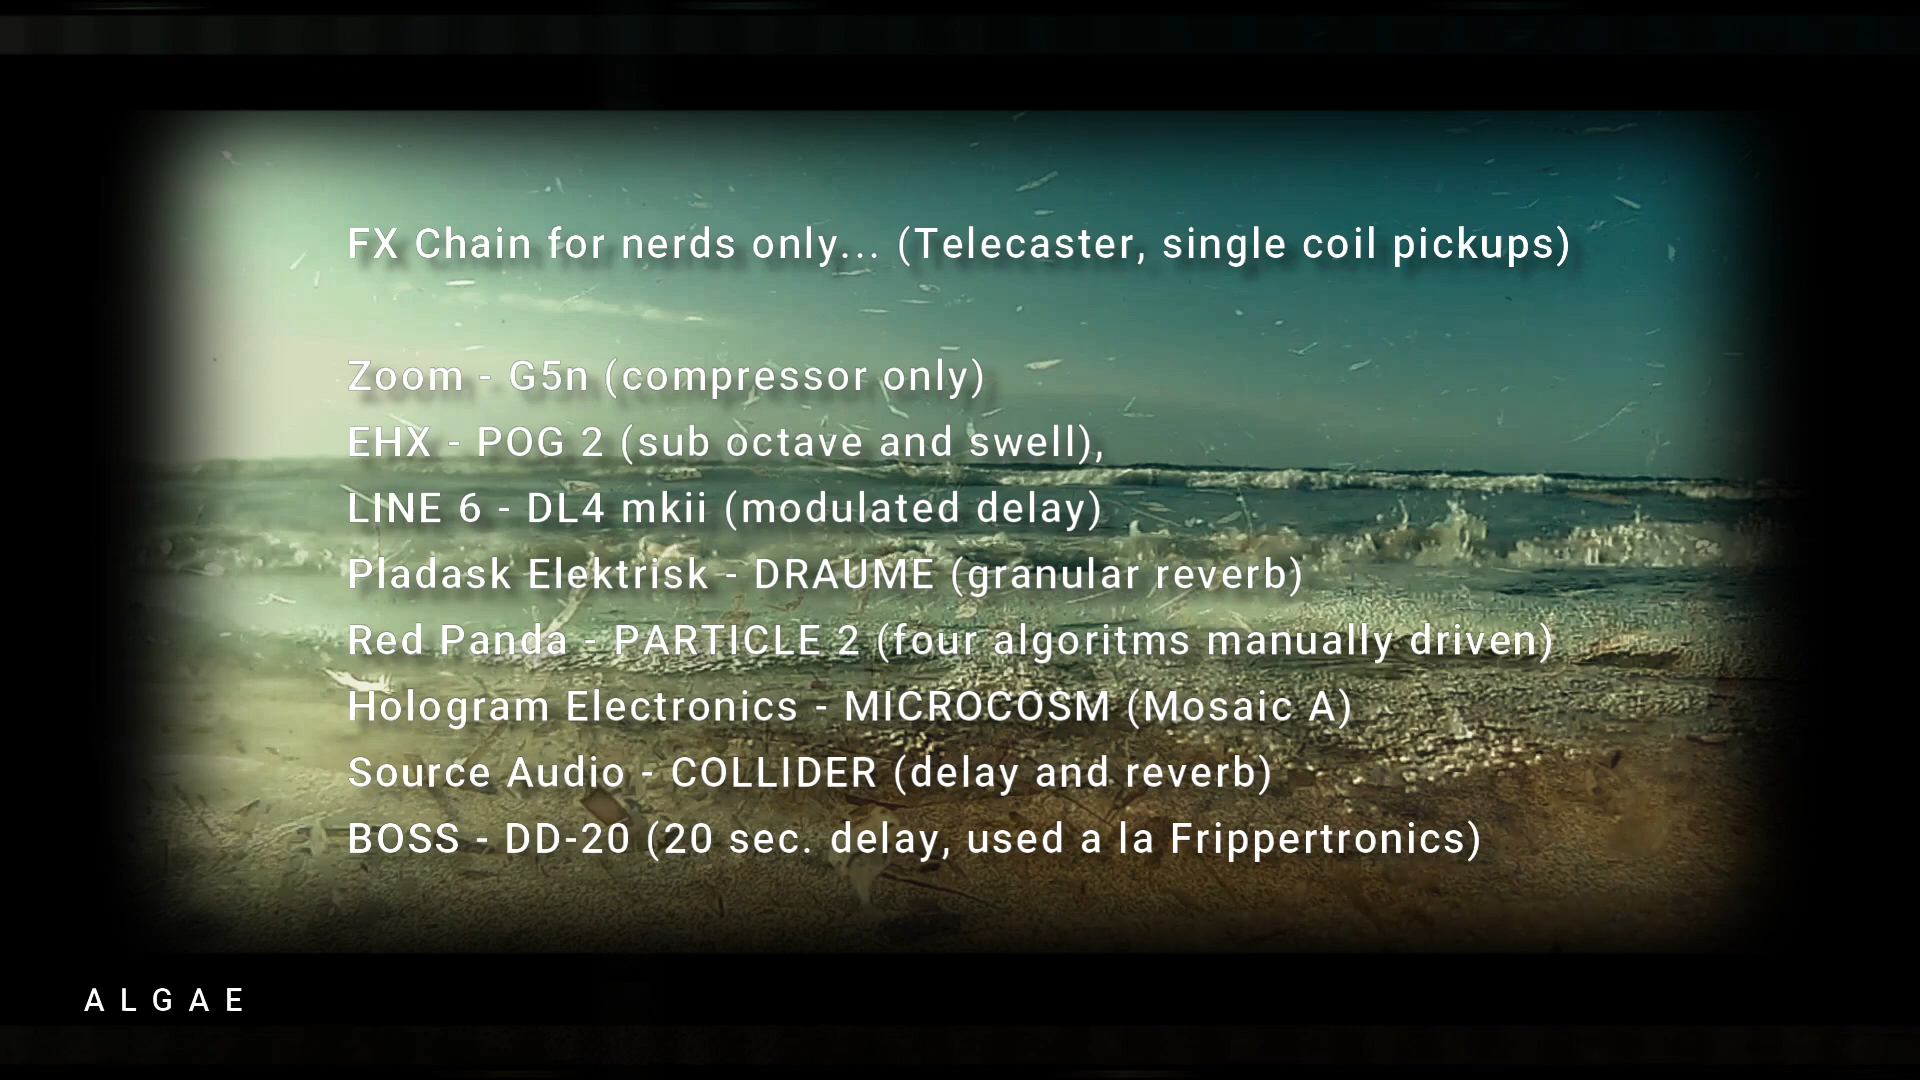 FX Chain for nerds only... (Telecaster, single coil pickups)
Zoom - G5n (compressor only)
EHX - POG 2 (sub octave and swell),
LINE 6 - DL4 mkii (modulated delay)
Pladask Elektrisk - DRAUME (granular reverb)
Red Panda - PARTICLE 2 (four algoritms manually driven)
Hologram Electronics - MICROCOSM (Mosaic A)
Source Audio - COLLIDER (delay and reverb)
BOSS - DD-20 (20 sec. delay, used a la Frippertronics)
ALGAE